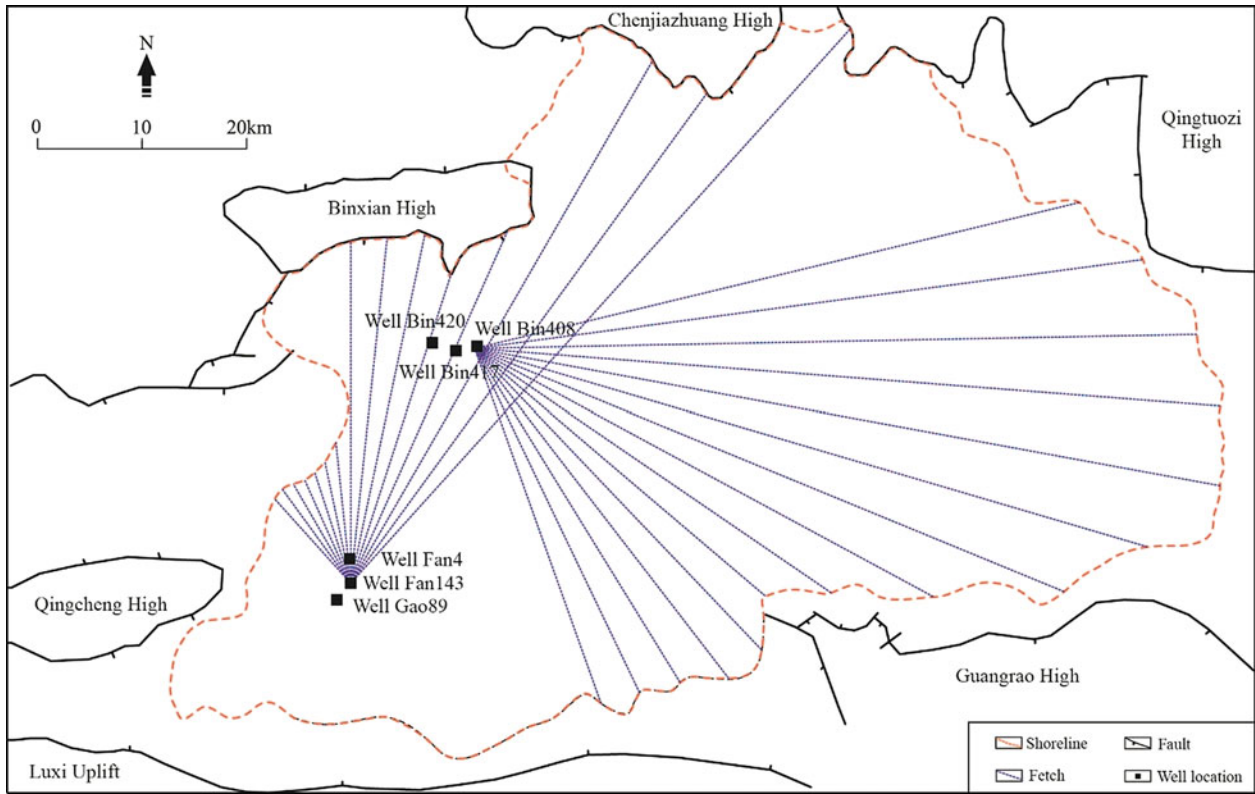 Chenjiazhuang High
N
0 10 20km
Qingtuozi
High
Binxian High
Well Bin420
Well Bin408
Well Bin417
Well Fan4
Well Fan143
Well Gao89
Qingcheng High
Guangrao High
Luxi Uplift
Shoreline
Fault
Fetch
Well location